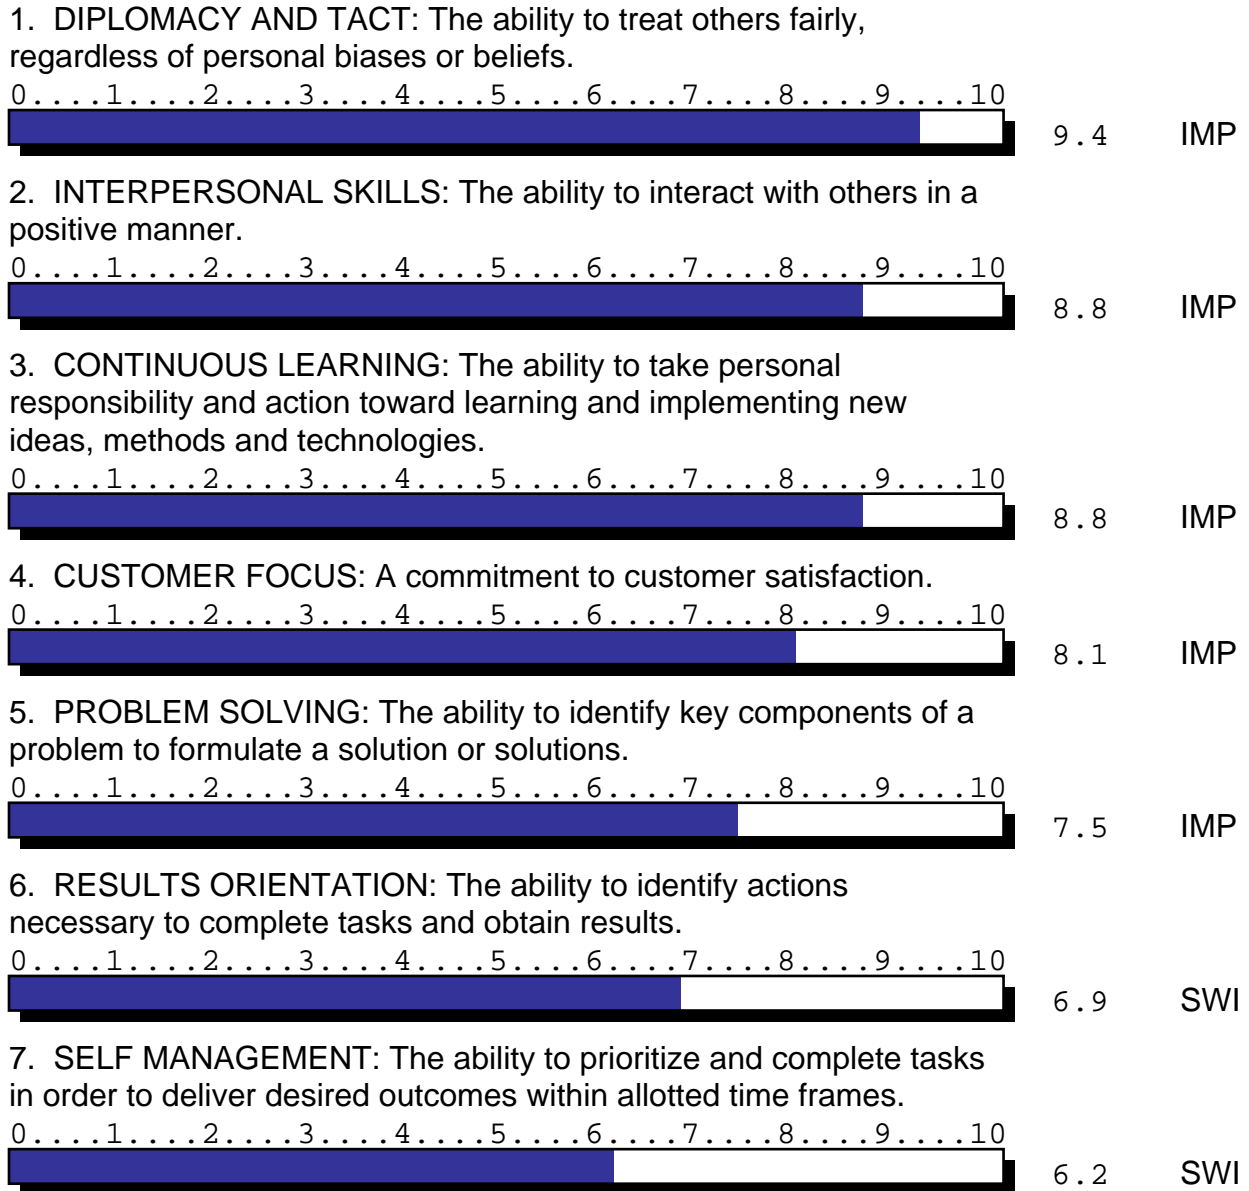 1.  DIPLOMACY AND TACT: The ability to treat others fairly,
regardless of personal biases or beliefs.
0....1....2....3....4....5....6....7....8....9....10
9.4 IMP
2.  INTERPERSONAL SKILLS: The ability to interact with others in a
positive manner.
0....1....2....3....4....5....6....7....8....9....10
8.8 IMP
3.  CONTINUOUS LEARNING: The ability to take personal
responsibility and action toward learning and implementing new
ideas, methods and technologies.
0....1....2....3....4....5....6....7....8....9....10
8.8 IMP
4.  CUSTOMER FOCUS: A commitment to customer satisfaction.
0....1....2....3....4....5....6....7....8....9....10
8.1 IMP
5.  PROBLEM SOLVING: The ability to identify key components of a
problem to formulate a solution or solutions.
0....1....2....3....4....5....6....7....8....9....10
7.5 IMP
6.  RESULTS ORIENTATION: The ability to identify actions
necessary to complete tasks and obtain results.
0....1....2....3....4....5....6....7....8....9....10
6.9 SWI
7.  SELF MANAGEMENT: The ability to prioritize and complete tasks
in order to deliver desired outcomes within allotted time frames.
0....1....2....3....4....5....6....7....8....9....10
6.2 SWI